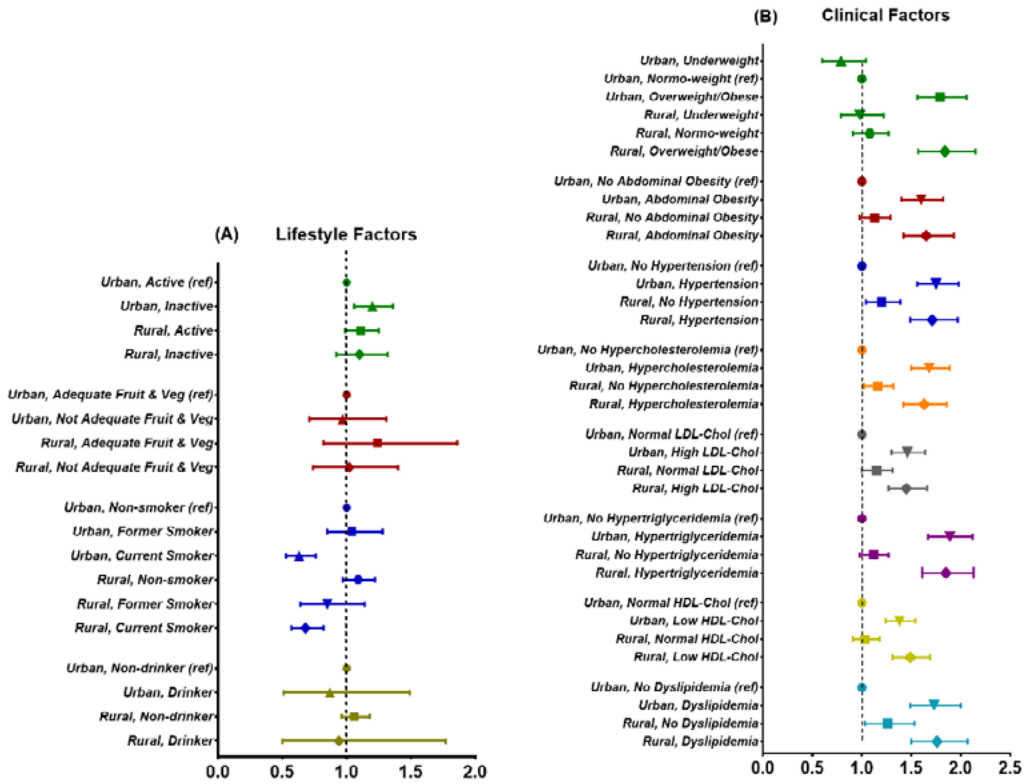 (A) Lifestyle Factors
Urban, Active (ref)
Urban, Inactive
Rural, Active
Rural, Inactive
Urban, Adequate Fruit & Veg (ref)
Urban, Not Adequate Fruit & Veg
Rural, Adequate Fruit & Veg
Rural, Not Adequate Fruit & Veg
Urban, Non-smoker (ref)
Urban, Former Smoker
Urban, Current Smoker
Rural, Non-smoker
Rural, Former Smoker
Rural, Current Smoker
Urban, Non-drinker (ref)
Urban, Drinker
Rural, Non-drinker
Rural, Drinker
0.0 0.5 1.0 1.5 2.0
(B) Clinical Factors
Urban, Underweight
Urban, Normo-weight (ref)
Urban, Overweight/Obese
Rural, Underweight
Rural, Normo-weight
Rural, Overweight/Obese
Urban, No Abdominal Obesity (ref)
Urban, Abdominal Obesity
Rural, No Abdominal Obesity
Rural, Abdominal Obesity
Urban, No Hypertension (ref)
Urban, Hypertension
Rural, No Hypertension
Rural, Hypertension
Urban, No Hypercholesterolemia (ref)
Urban, Hypercholesterolemia
Rural, No Hypercholesterolemia
Rural, Hypercholesterolemia
Urban, Normal LDL-Chol (ref)
Urban, High LDL-Chol
Rural, Normal LDL-Chol
Rural, High LDL-Chol
Urban, No Hypertriglyceridemia (ref)
Urban, Hypertriglyceridemia
Rural, No Hypertriglyceridemia
Rural, Hypertriglyceridemia
Urban, Normal HDL-Chol (ref)
Urban, Low HDL-Chol
Rural, Normal HDL-Chol
Rural, Low HDL-Chol
Urban, No Dyslipidemia (ref)
Urban, Dyslipidemia
Rural, No Dyslipidemia
Rural, Dyslipidemia
0.0 0.5 1.0 1.5 2.0 2.5